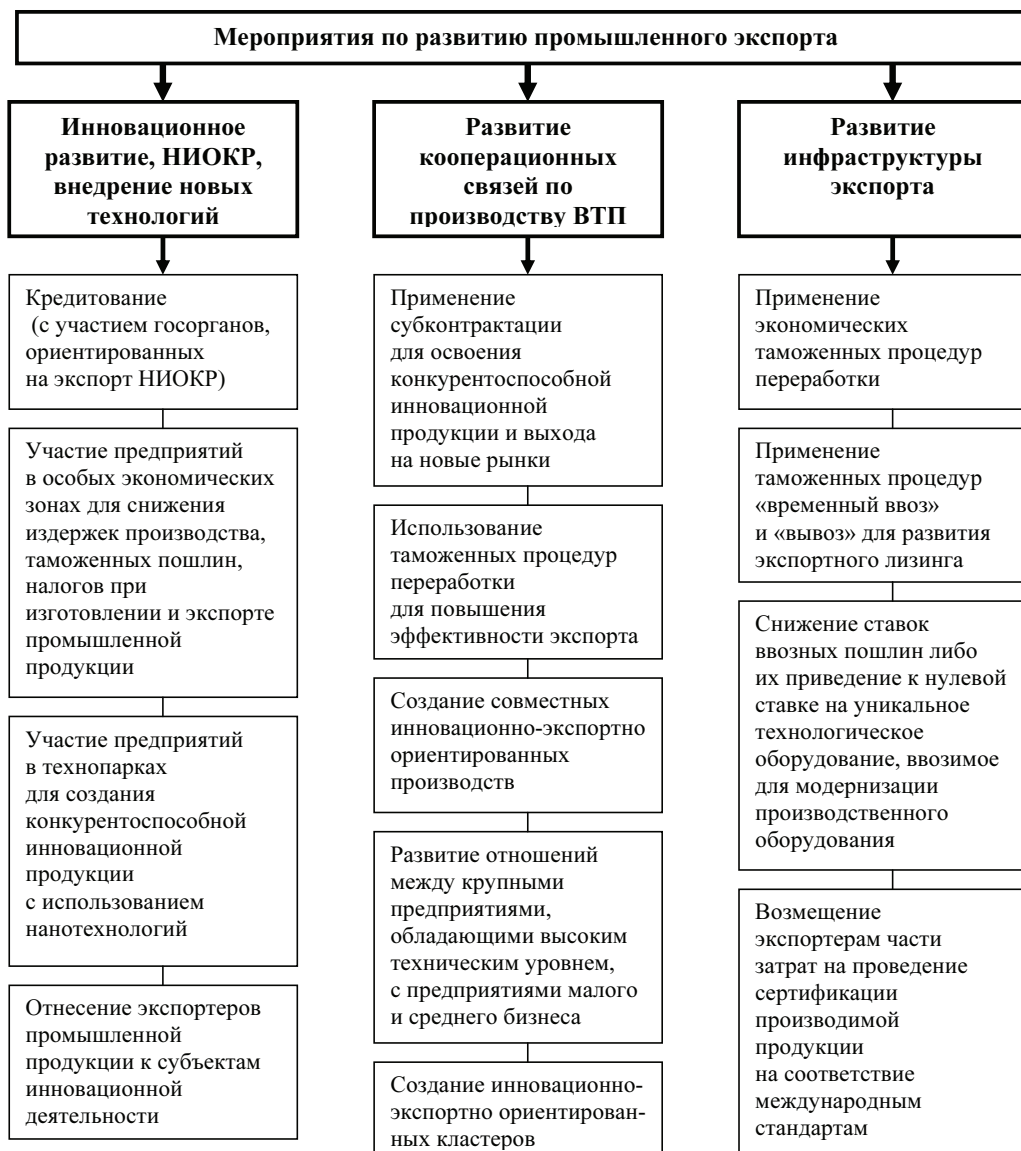 Мероприятия по развитию промышленного экспорта
Инновационное
развитие, НИОКР,
внедрение новых
технологий
Кредитование
(с участием госорганов,
ориентированных
на экспорт НИОКР)
Участие предприятий
в особых экономических
зонах для снижения
издержек производства,
таможенных пошлин,
налогов при
изготовлении и экспорте
промышленной
продукции
Участие предприятий
в технопарках
для создания
конкурентоспособной
инновационной
продукции
с использованием
нанотехнологий
Отнесение экспортеров
промышленной
продукции к субъектам
инновационной
деятельности
Развитие
кооперационных
связей по
производству ВТП
Применение
субконтрактации
для освоения
конкурентоспособной
инновационной
продукции и выхода
на новые рынки
Использование
таможенных процедур
переработки
для повышения
эффективности экспорта
Создание совместных
инновационно-экспортно
ориентированных
производств
Развитие отношений
между крупными
предприятиями,
обладающими высоким
техническим уровнем,
с предприятиями малого
и среднего бизнеса
Создание инновационно-
экспортно ориентирован-
ных кластеров
Развитие
инфраструктуры
экспорта
Применение
экономических
таможенных процедур
переработки
Применение
таможенных процедур
«временный ввоз»
и «вывоз» для развития
экспортного лизинга
Снижение ставок
ввозных пошлин либо
их приведение к нулевой
ставке на уникальное
технологическое
оборудование, ввозимое
для модернизации
производственного
оборудования
Возмещение
экспортерам части
затрат на проведение
сертификации
производимой
продукции
на соответствие
международным
стандартам